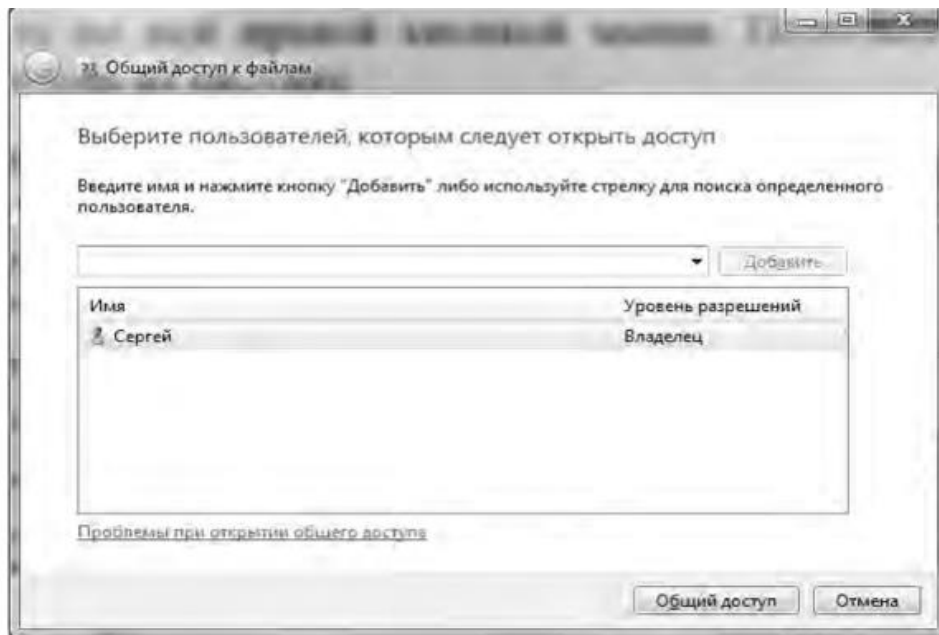 Общий доступ к файлам
Выберите пользователей, которым следует открыть доступ
Введите имя и нажмите кнопку "Добавить" либо используйте стрелку для поиска определенного
пользователя.
Добавить
Имя Уровень разрешений
Сергей Владелец
Проблемы при открытии общего доступа
Общий доступ Отмена